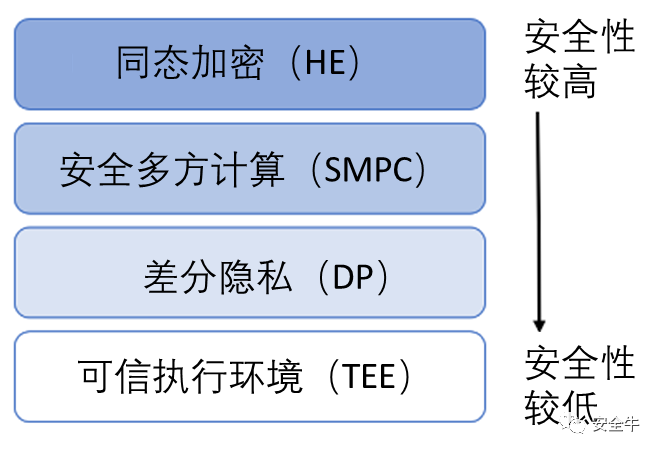 同态加密（HE）
安全多方计算（SMPC）
差分隐私（DP）
可信执行环境（TEE）
安全性
较高
安全性
较低
安全牛